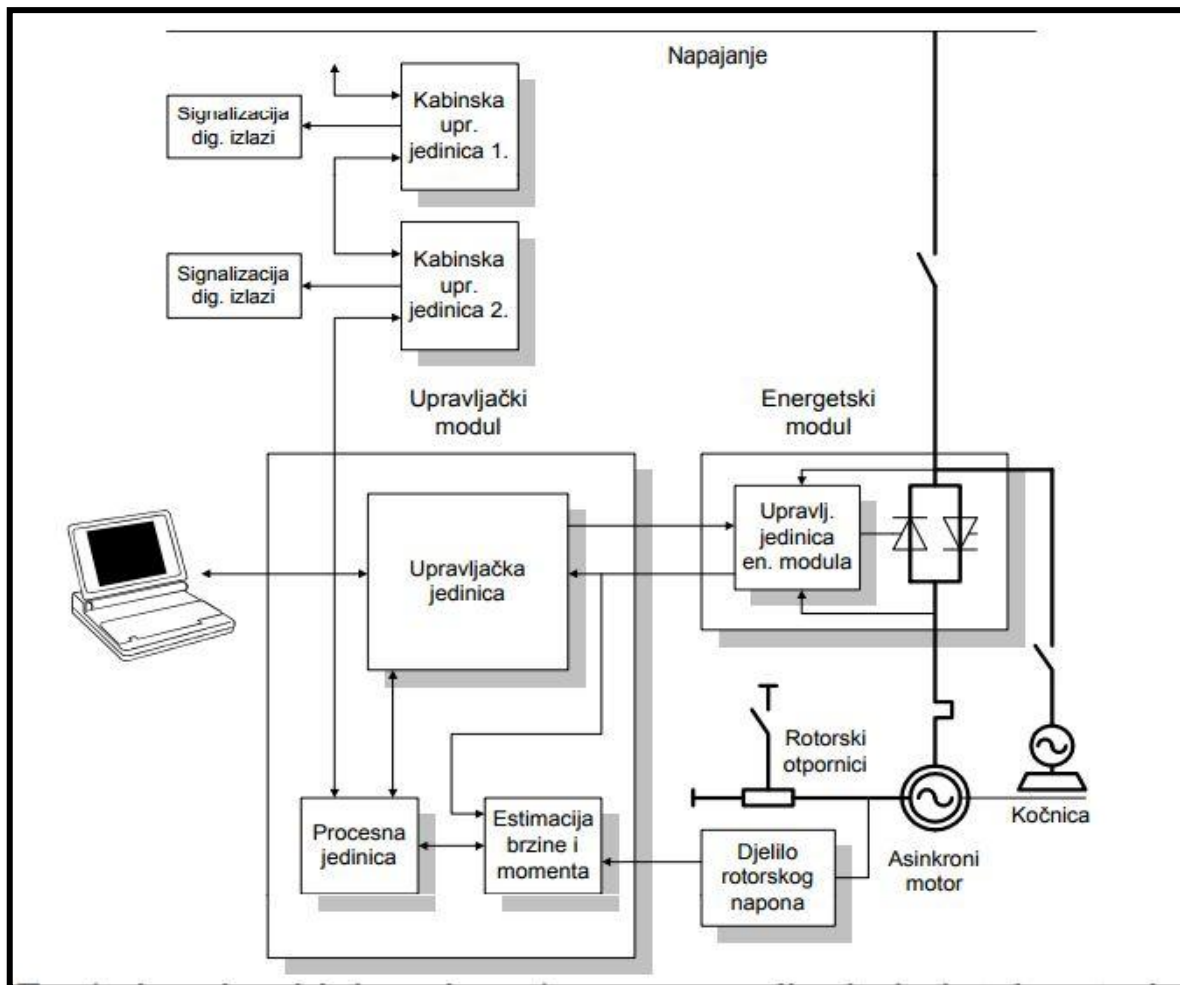 Napajanje
Signalizacija
dig. izlazi
Kabinska
upr.
jedinica 1.
Signalizacija
dig. izlazi
Kabinska
upr.
jedinica 2.
Upravljački
modul
Energetski
modul
Upravljačka
jedinica
Upravlj.
jedinica
en. modula
Rotorski
otpornici
Kočnica
Procesna
jedinica
Estimacija
brzine i
momenta
Djelilo
rotorskog
napona
Asinkroni
motor